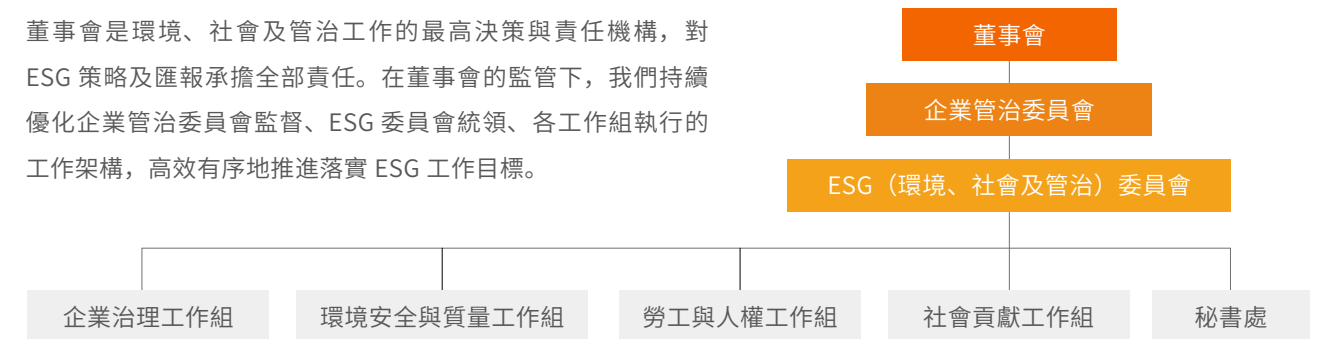 董事會是環境、社會及管治工作的最高決策與責任機構，對
ESG 策略及匯報承擔全部責任。在董事會的監管下，我們持續
優化企業管治委員會監督、ESG 委員會統領、各工作組執行的
工作架構，高效有序地推進落實 ESG 工作目標。
董事會
企業管治委員會
ESG（環境、社會及管治）委員會
企業治理工作組
環境安全與質量工作組
勞工與人權工作組
社會貢獻工作組
秘書處